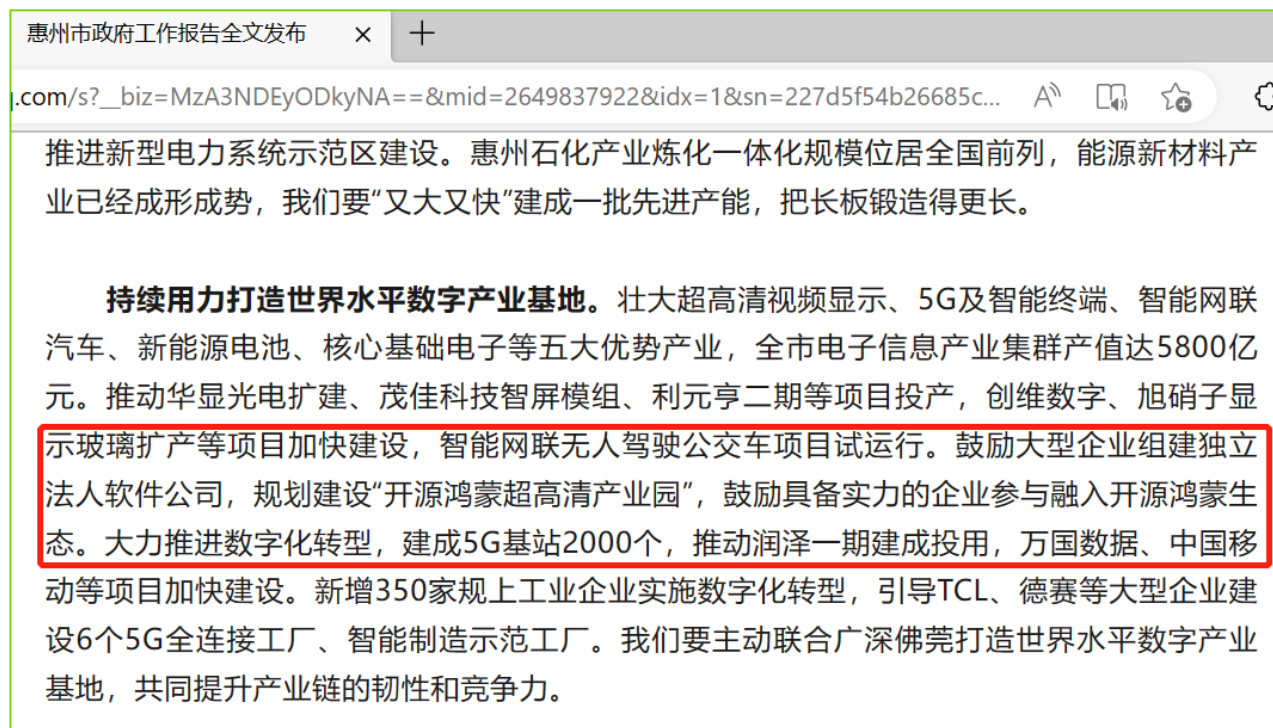 惠州市政府工作报告全文发布
.com/s?__biz=MzA3NDEyODkyNA==&mid=2649837922&idx=1&sn=227d5f54b26685c...
推进新型电力系统示范区建设。惠州石化产业炼化一体化规模位居全国前列，能源新材料产
业已经成形成势，我们要“又大又快”建成一批先进产能，把长板锻造得更长。
持续用力打造世界水平数字产业基地。壮大超高清视频显示、5G及智能终端、智能网联
汽车、新能源电池、核心基础电子等五大优势产业，全市电子信息产业集群产值达5800亿
元。推动华显光电扩建、茂佳科技智屏模组、利元亨二期等项目投产，创维数字、旭硝子显
示玻璃扩产等项目加快建设，智能网联无人驾驶公交车项目试运行。鼓励大型企业组建独立
法人软件公司，规划建设“开源鸿蒙超高清产业园”，鼓励具备实力的企业参与融入开源鸿蒙生
态。大力推进数字化转型，建成5G基站2000个，推动润泽一期建成投用，万国数据、中国移
动等项目加快建设。新增350家规上工业企业实施数字化转型，引导TCL、德赛等大型企业建
设6个5G全连接工厂、智能制造示范工厂。我们要主动联合广深佛莞打造世界水平数字产业
基地，共同提升产业链的韧性和竞争力。